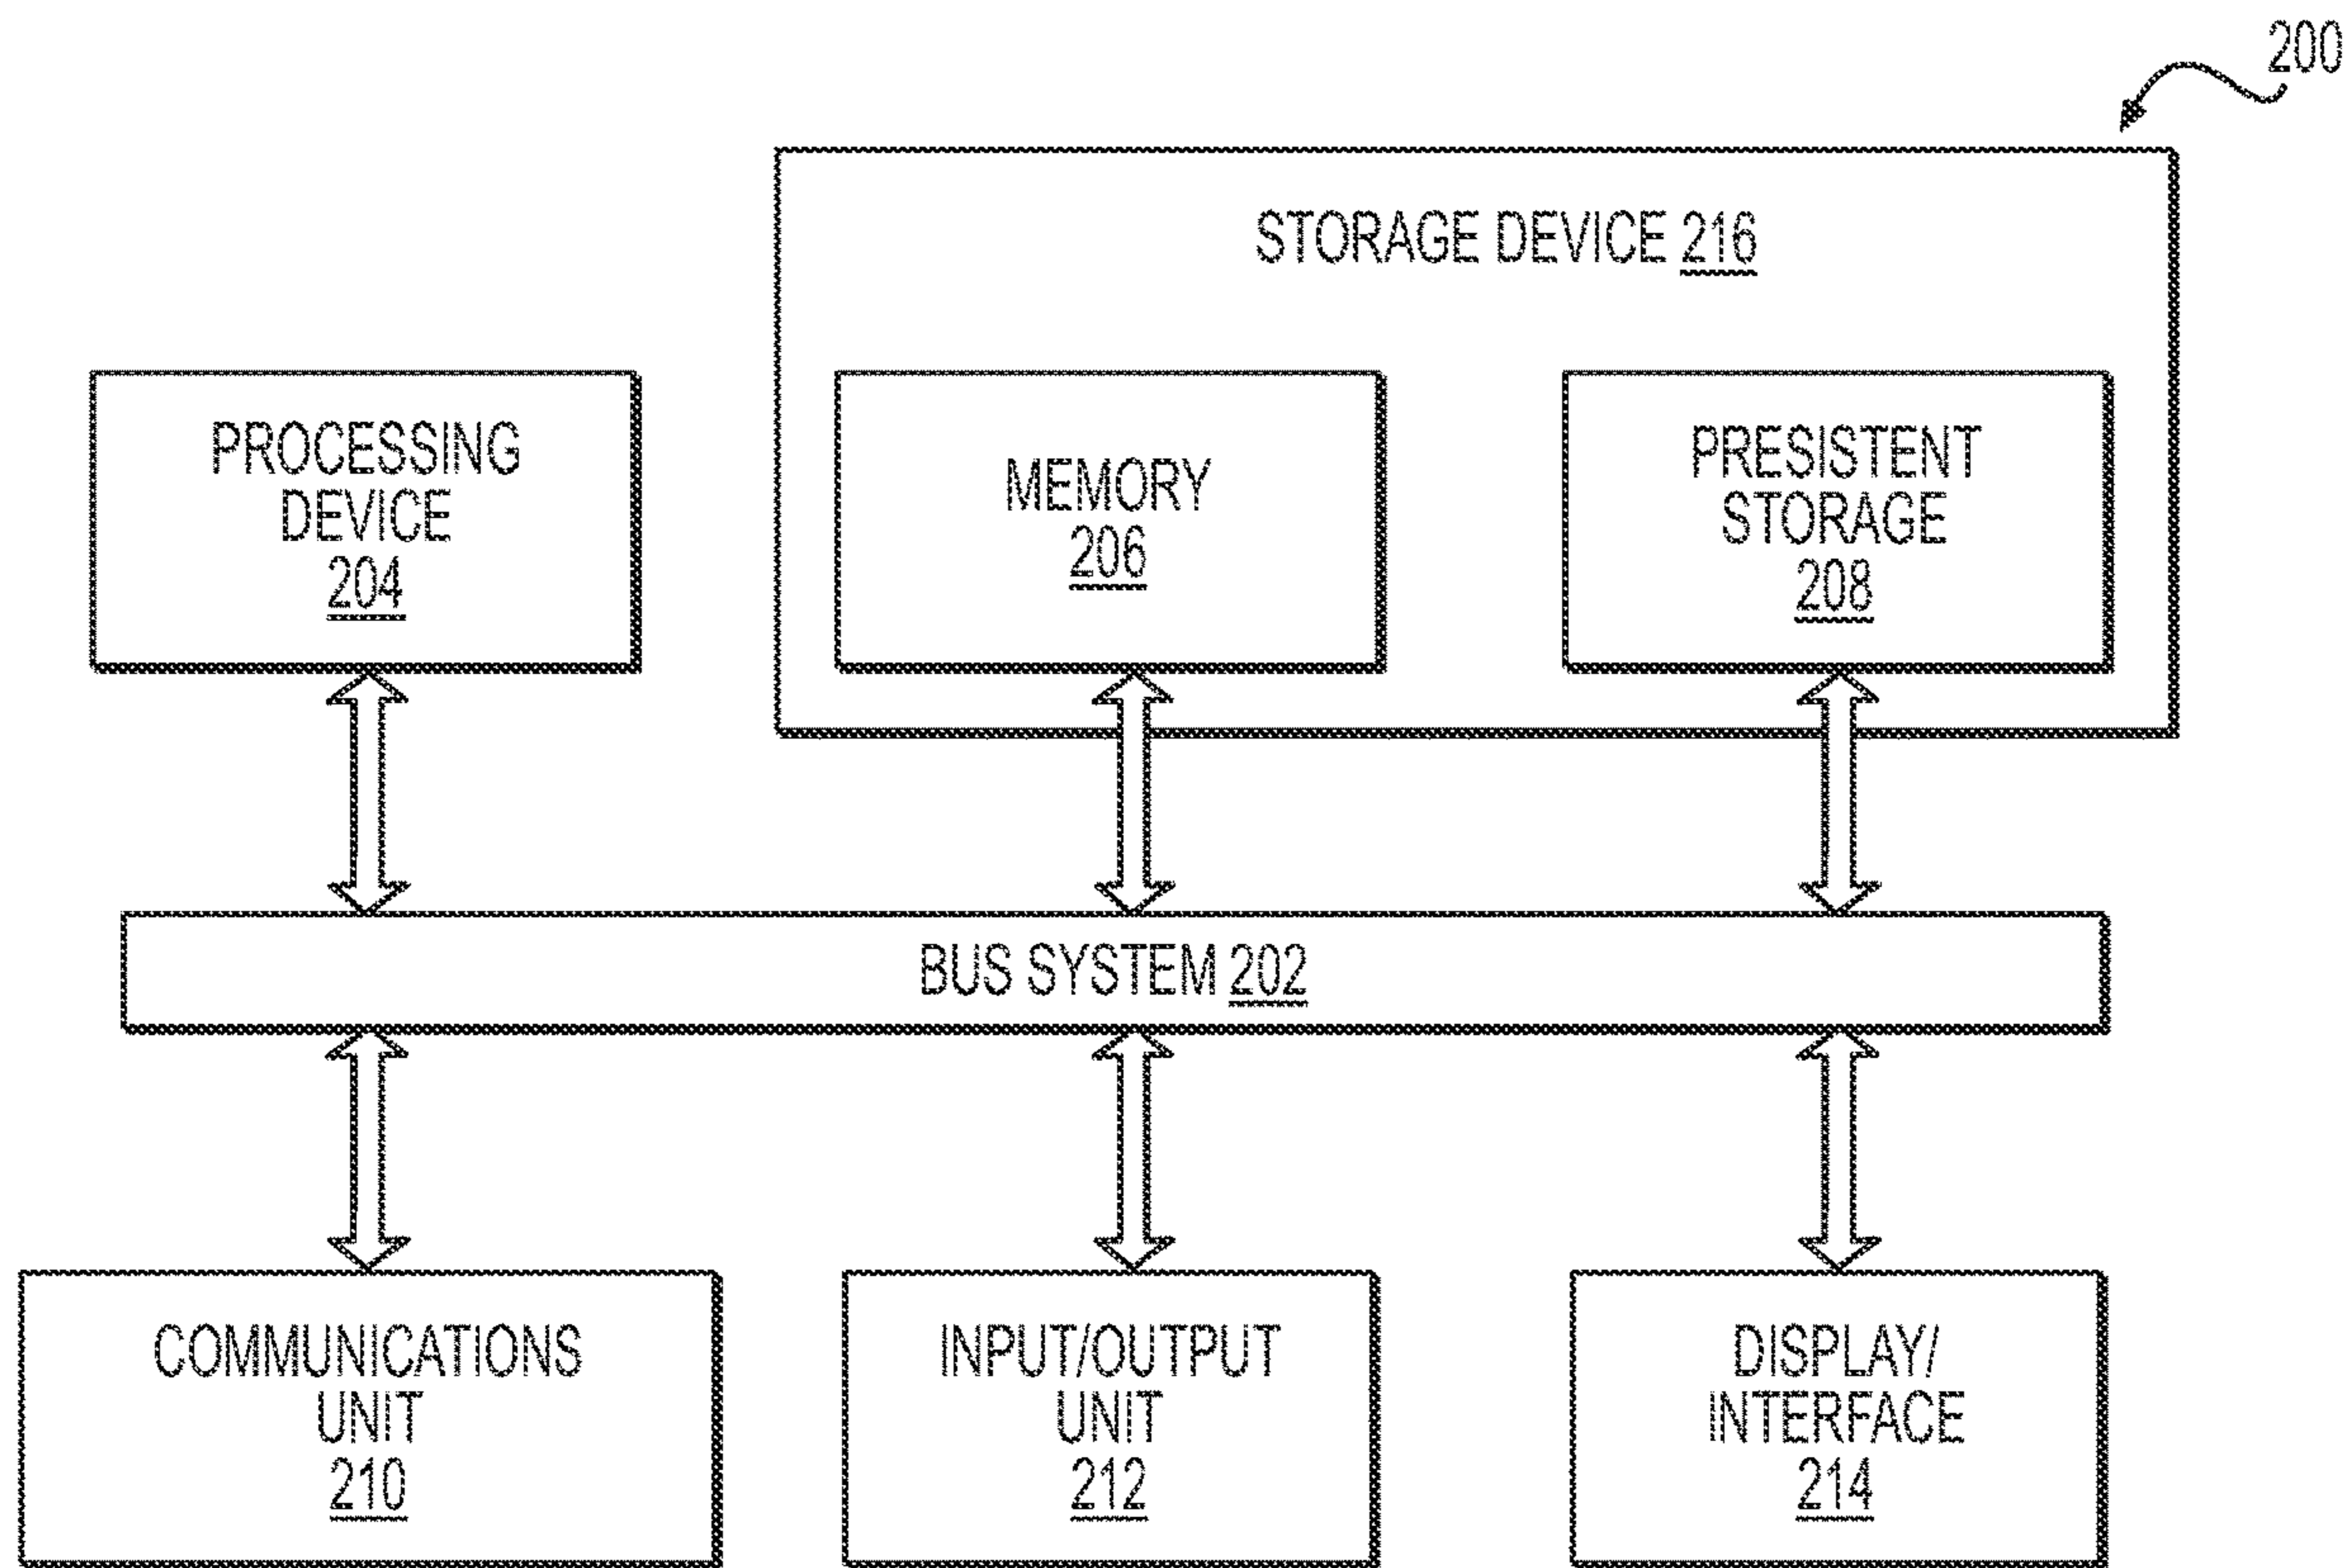 200
STORAGE DEVICE 216
PROCESSING
DEVICE
204
MEMORY
206
PRESISTENT
STORAGE
208
BUS SYSTEM 202
COMMUNICATIONS
UNIT
210
INPUT/OUTPUT
UNIT
212
DISPLAY/
INTERFACE
214